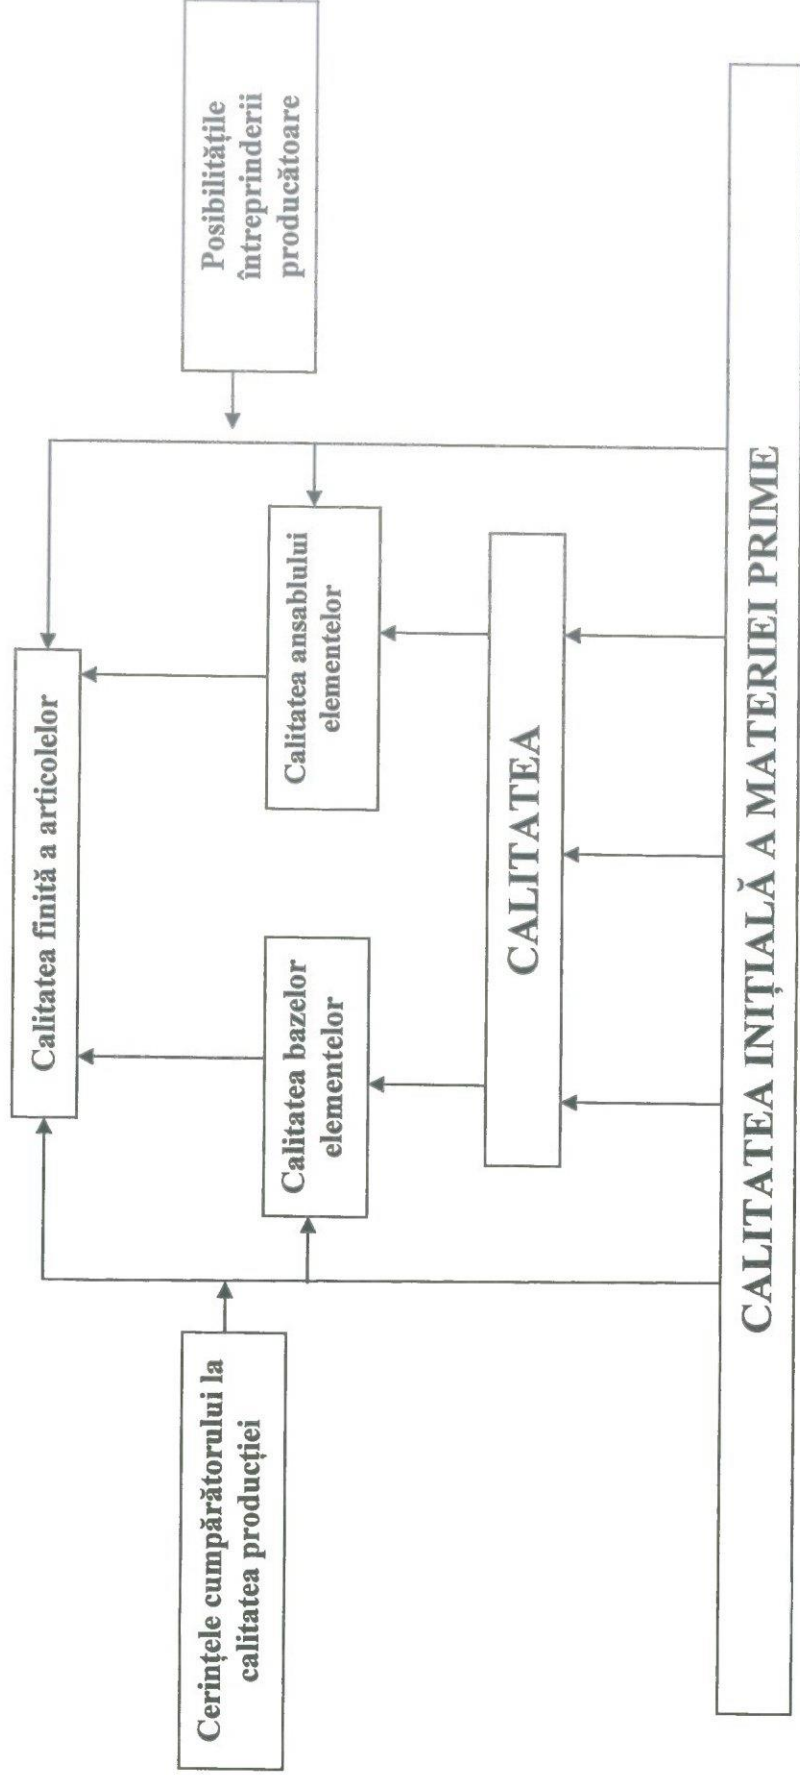 Calitatea finită a articolelor
Cerințele cumpărătorului la
calitatea producției
Posibilitățile
întreprinderii
producătoare
Calitatea bazelor
elementelor
Calitatea ansablului
elementelor
CALITATEA
CALITATEA INIȚIALĂ A MATERIEI PRIME